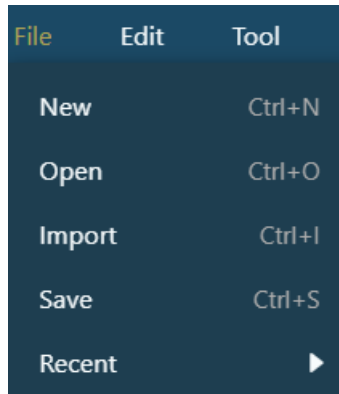 File Edit Tool
New Ctrl+N
Open Ctrl+O
Import Ctrl+I
Save Ctrl+S
Recent